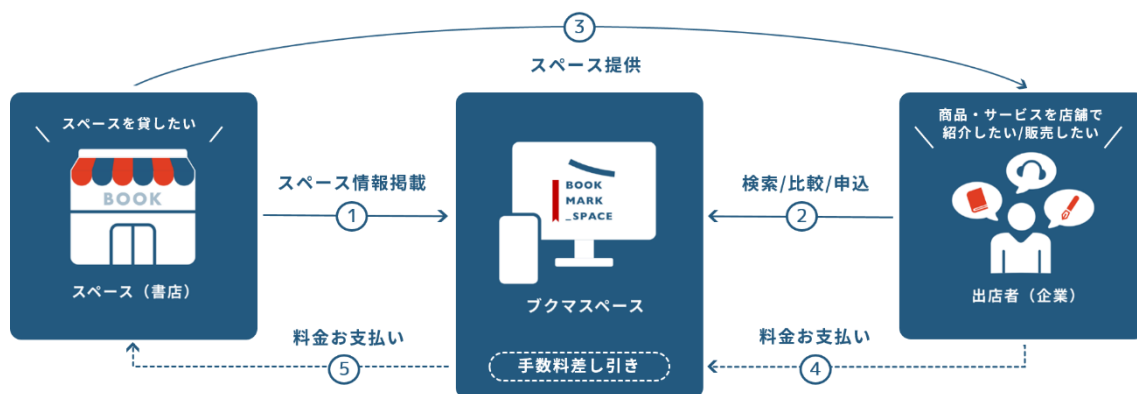 ③
スペース提供
スペースを貸したい
BOOK
スペース（書店）
スペース情報掲載
①
BOOK
MARK
_SPACE
ブクマスペース
検索/比較/申込
②
商品・サービスを店舗で
紹介したい/販売したい
出店者（企業）
料金お支払い
⑤
手数料差し引き
料金お支払い
④